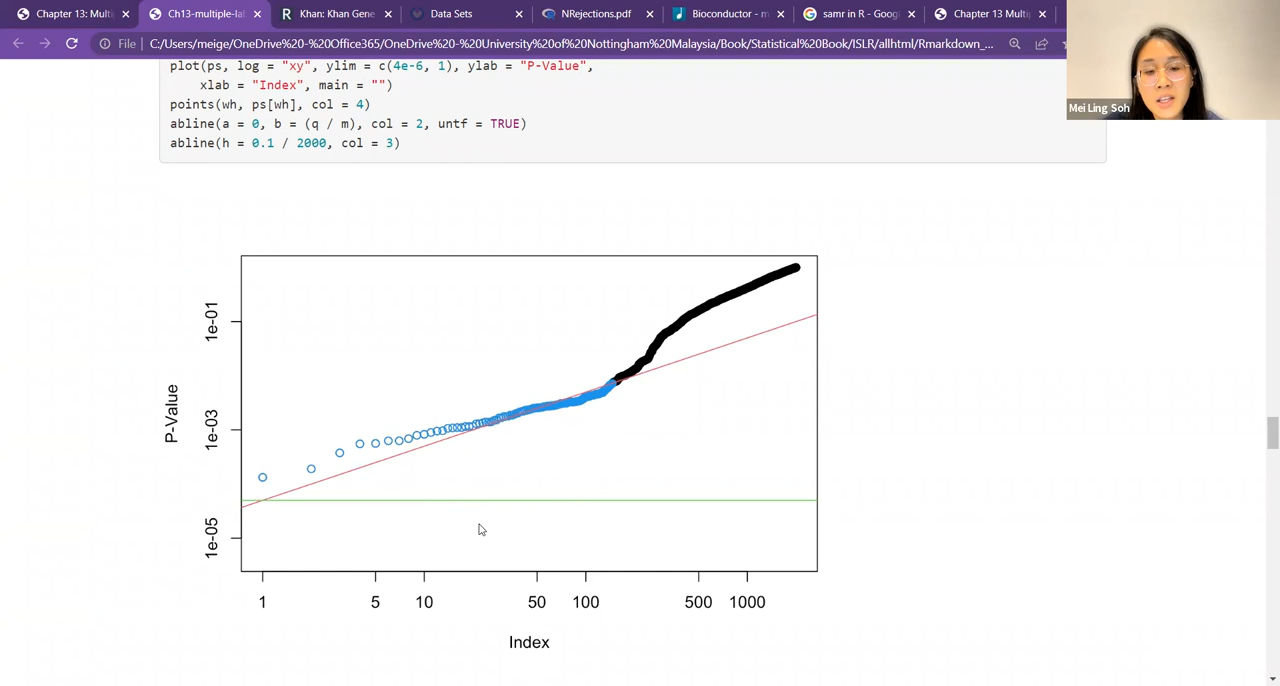 Chapter 13: Multi
Ch13-multiple-la
Khan: Khan Gene
Data Sets
NRejections.pdf
Bioconductor - m
samr in R - Goog
Chapter 13 Multi
File C:/Users/meige/OneDrive%20-%20Office365/OneDrive%20-%20University%20of%20Nottingham%20Malaysia/Book/Statistical%20Book/ISLR/allhtml/Rmarkdown_...
Mei Ling Soh
plot(ps, log = "xy", ylim = c(4e-6, 1), ylab = "P-Value",
xlab = "Index", main = "")
points(wh, ps[wh], col = 4)
abline(a = 0, b = (q / m), col = 2, untf = TRUE)
abline(h = 0.1 / 2000, col = 3)
P-Value
1e-01
1e-03
1e-05
1 5 10 50 100 500 1000
Index